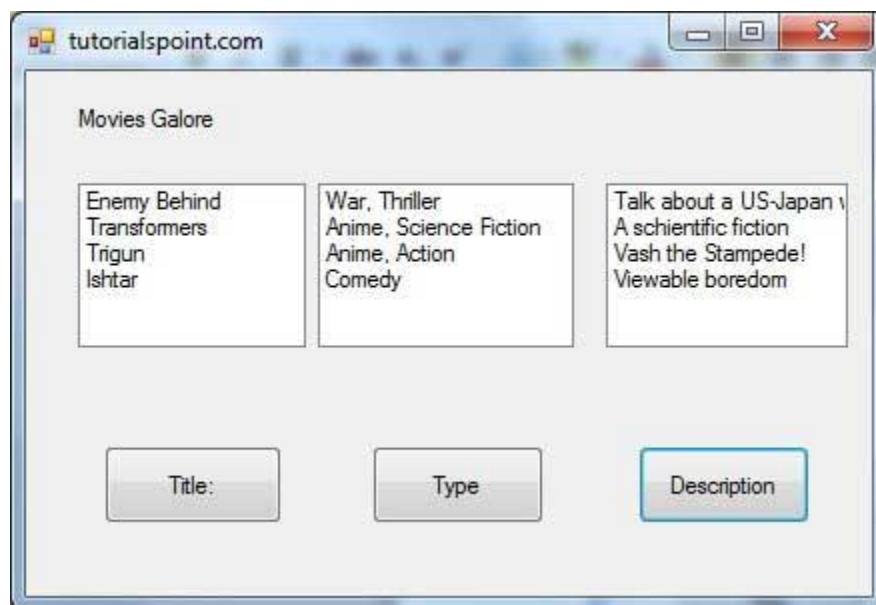 tutorialspoint.com
Movies Galore
Enemy Behind
Transformers
Trigun
Ishtar
War, Thriller
Anime, Science Fiction
Anime, Action
Comedy
Talk about a US-Japan
A schientific fiction
Vash the Stampede!
Viewable boredom
Title:
Type
Description